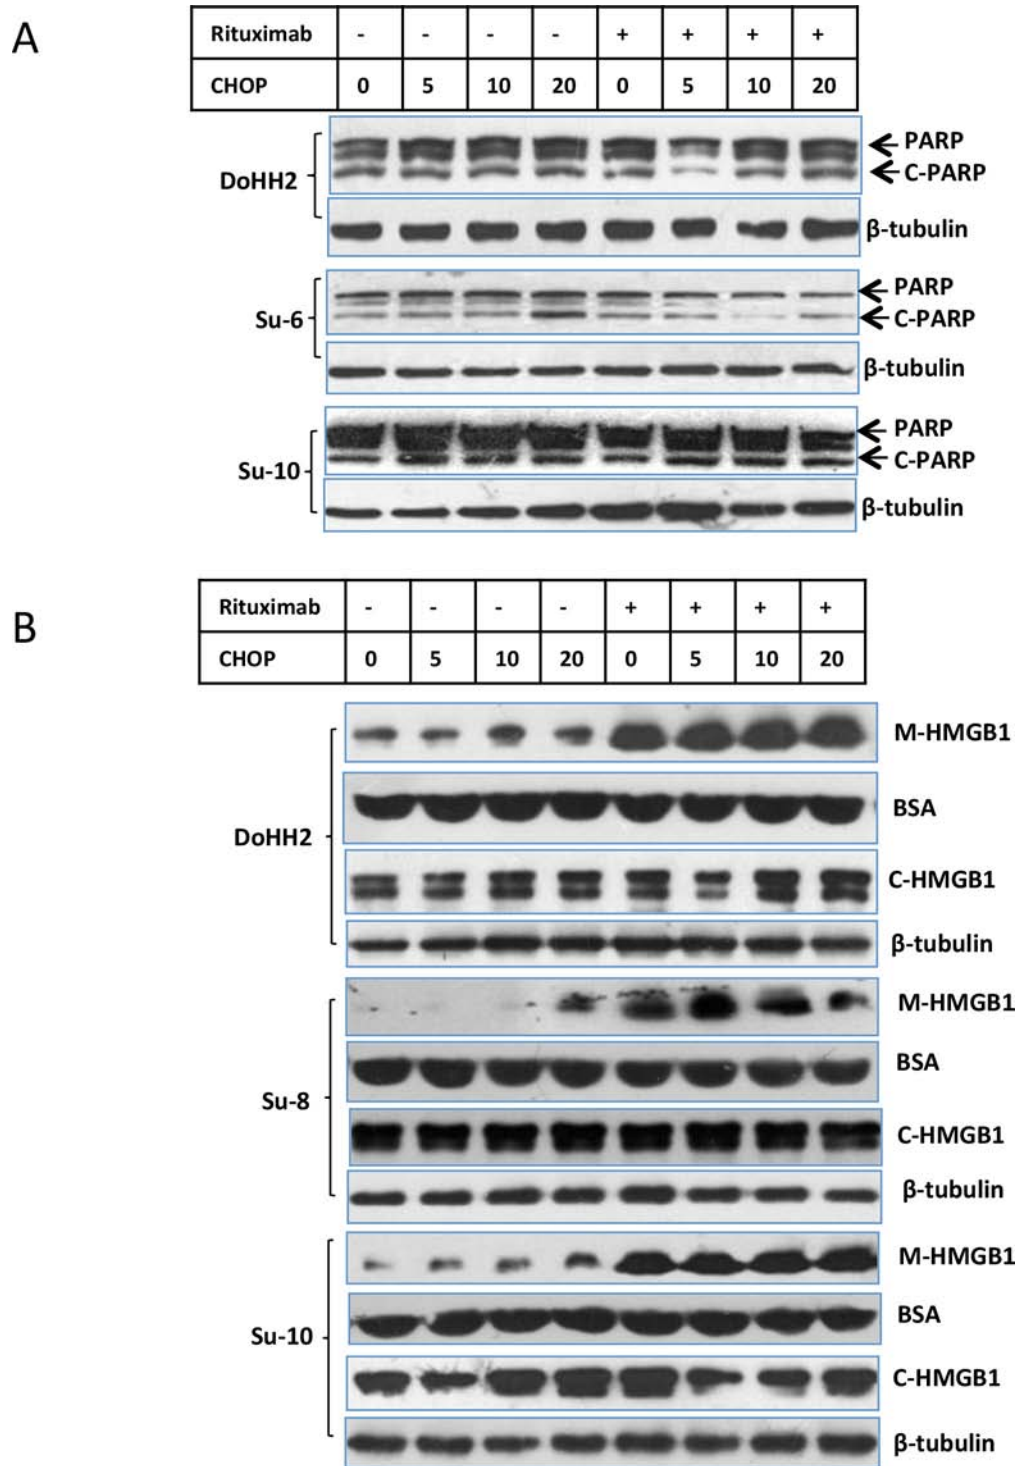 A
Rituximab - - - - + + + +
CHOP 0 5 10 20 0 5 10 20
DoHH2
PARP
C-PARP
β-tubulin
Su-6
PARP
C-PARP
β-tubulin
Su-10
PARP
C-PARP
β-tubulin
B
Rituximab - - - - + + + +
CHOP 0 5 10 20 0 5 10 20
DoHH2
M-HMGB1
BSA
C-HMGB1
β-tubulin
Su-8
M-HMGB1
BSA
C-HMGB1
β-tubulin
Su-10
M-HMGB1
BSA
C-HMGB1
β-tubulin